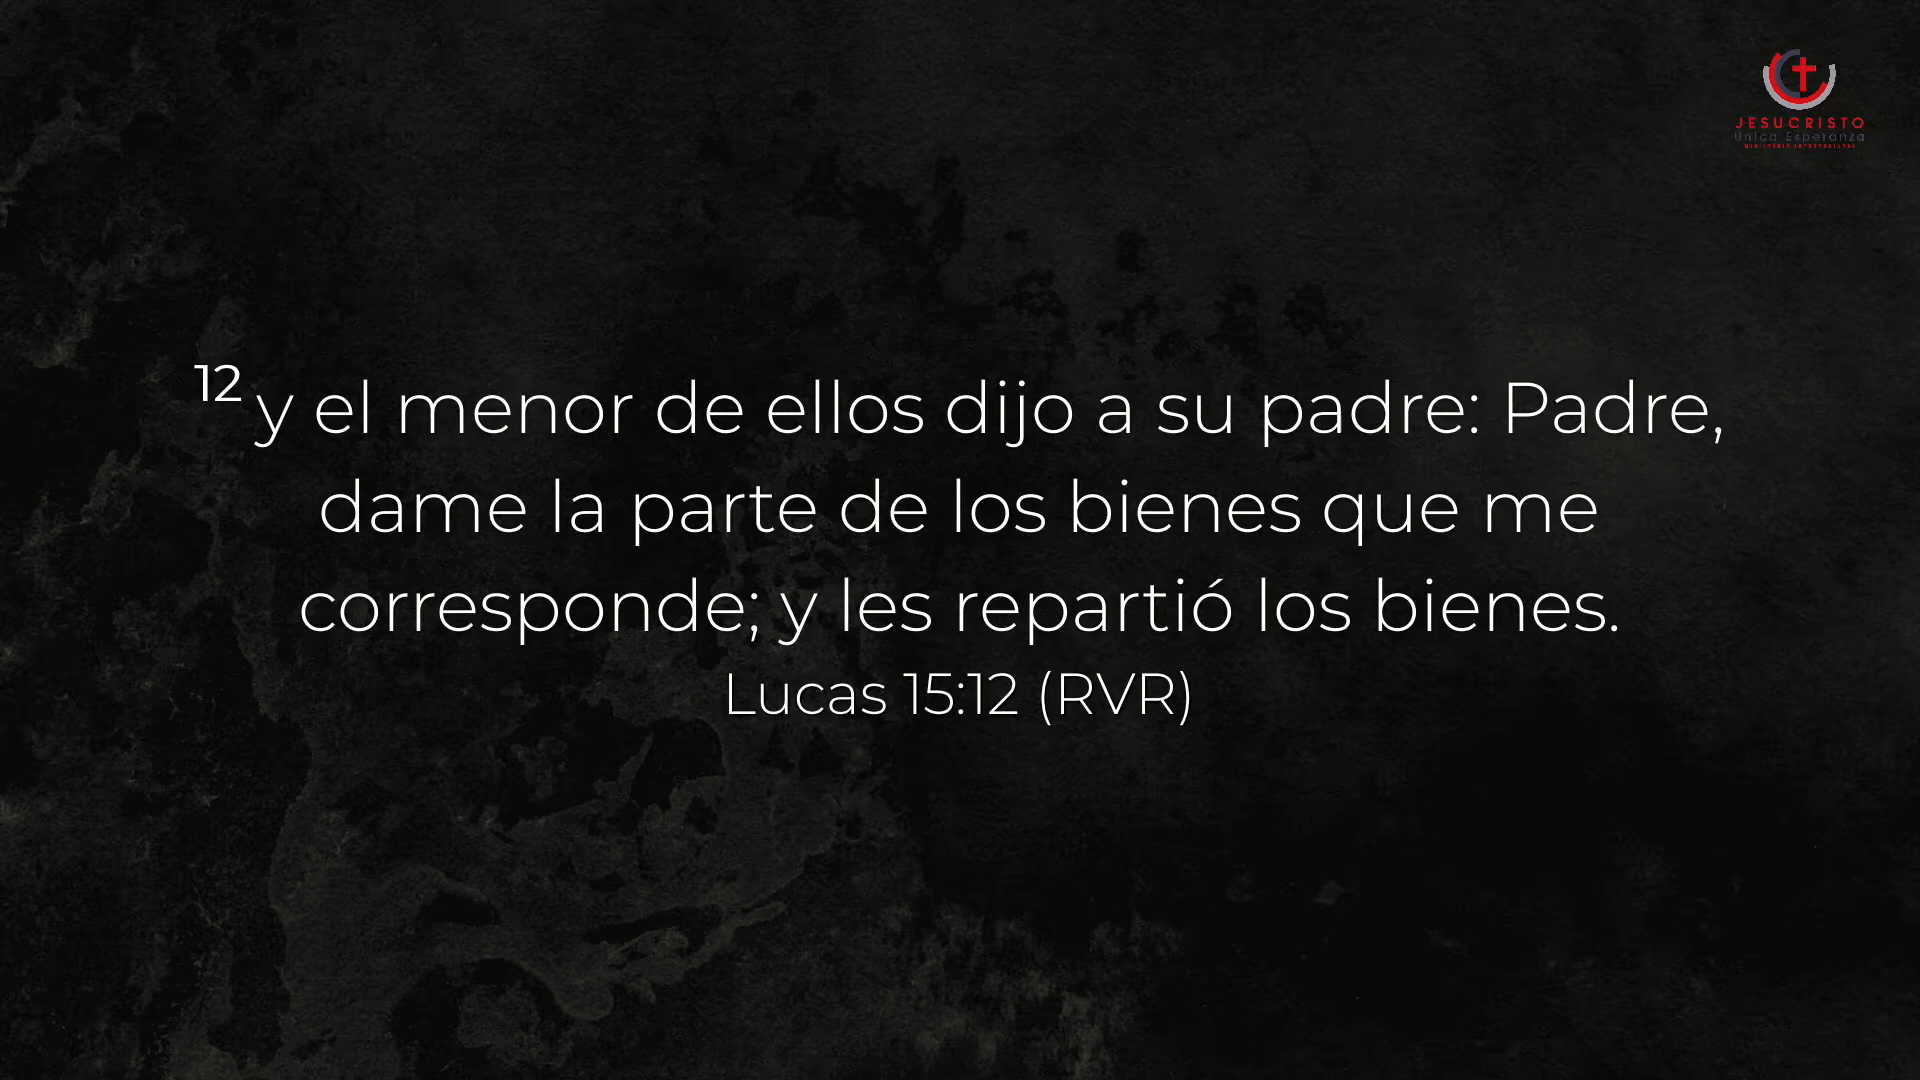 JESUCRISTO
Única Esperanza
12 y el menor de ellos dijo a su padre: Padre,
dame la parte de los bienes que me
corresponde; y les repartió los bienes.
Lucas 15:12 (RVR)